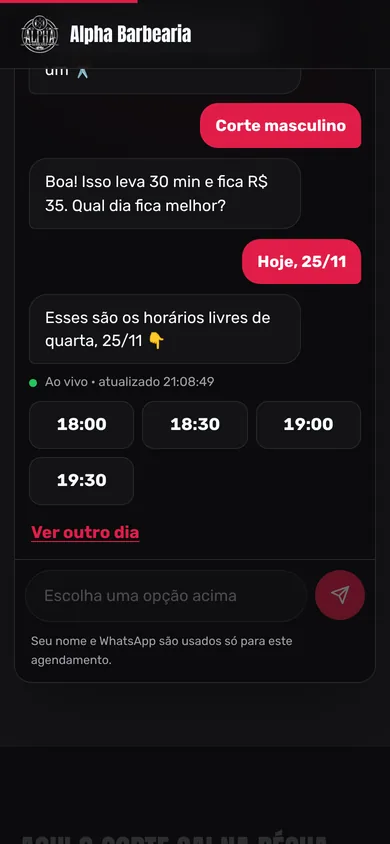 ALPHA
Alpha Barbearia
um
Corte masculino
Boa! Isso leva 30 min e fica R$
35. Qual dia fica melhor?
Hoje, 25/11
Esses são os horários livres de
quarta, 25/11 👇
Ao vivo • atualizado 21:08:49
18:00
18:30
19:00
19:30
Ver outro dia
Escolha uma opção acima
Seu nome e WhatsApp são usados só para este
agendamento.